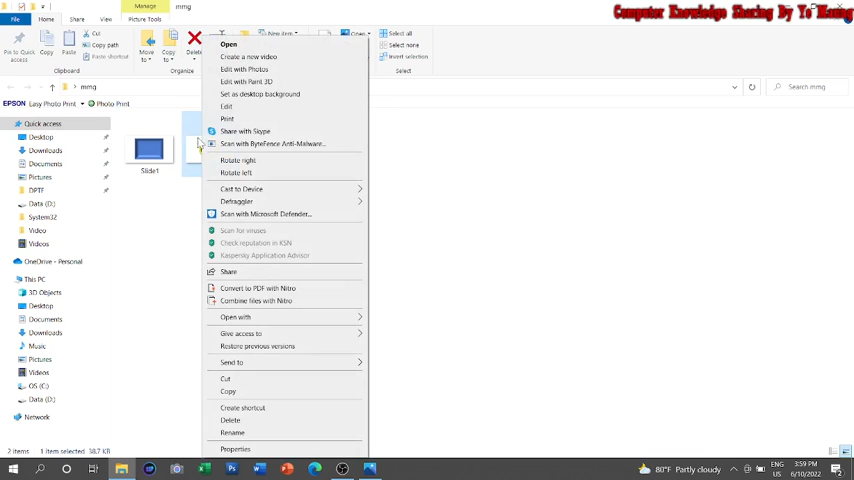 Manage
mmg
Computer Knowledge Sharing By Yo Maung
File
Home
Share
View
Picture Tools
Pin to Quick access
Copy
Paste
Cut
Copy path
Paste shortcut
Clipboard
Move to
Copy to
Delete
Organize
New item
Open
Select none
Invert selection
Select
mmg
Search mmg
EPSON Easy Photo Print Photo Print
Quick access
Desktop
Downloads
Documents
Pictures
DPTF
Data (D:)
System32
Video
Videos
OneDrive - Personal
This PC
3D Objects
Desktop
Documents
Downloads
Music
Pictures
Videos
OS (C:)
Data (D:)
Network
Slide1
Open
Create a new video
Edit with Photos
Edit with Paint 3D
Set as desktop background
Edit
Print
Share with Skype
Scan with ByteFence Anti-Malware...
Rotate right
Rotate left
Cast to Device
Defraggler
Scan with Microsoft Defender...
Scan for viruses
Check reputation in KSN
Kaspersky Application Advisor
Share
Convert to PDF with Nitro
Combine files with Nitro
Open with
Give access to
Restore previous versions
Send to
Cut
Copy
Create shortcut
Delete
Rename
Properties
2 items 1 item selected 38.7 KB
80°F Partly cloudy
ENG
US
3:59 PM
6/10/2022